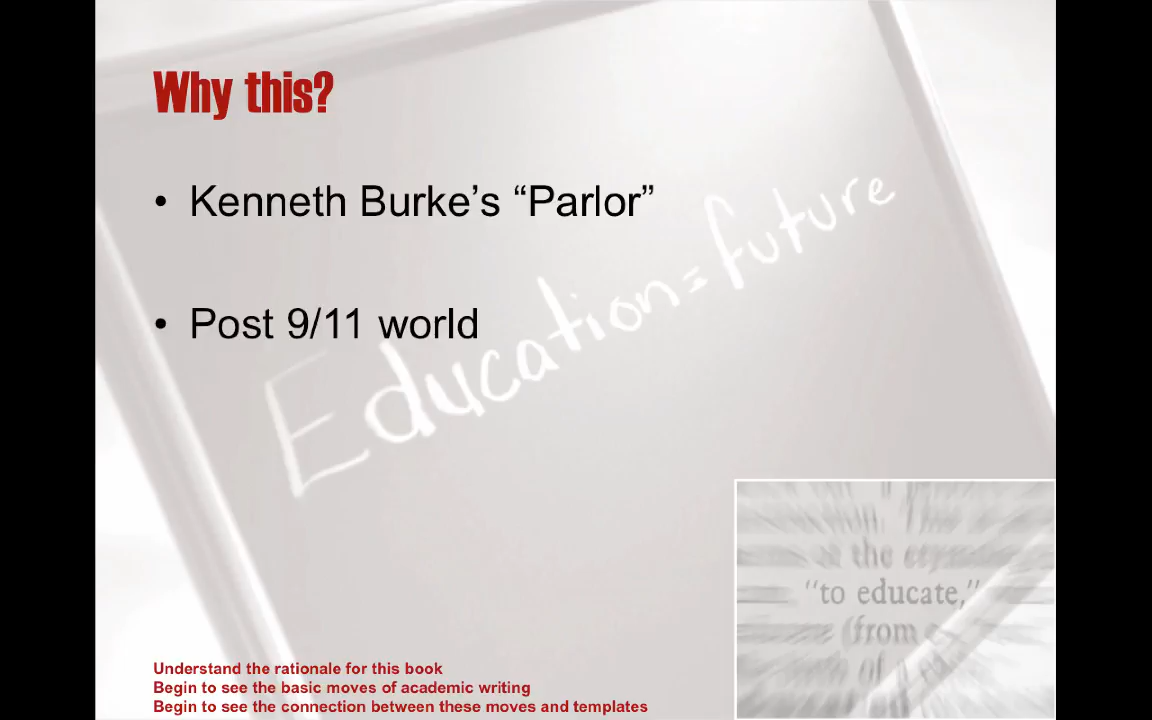 Why this?
• Kenneth Burke’s “Parlor”
Education=future
• Post 9/11 world
at the
“to educate,”
(from
of
Understand the rationale for this book
Begin to see the basic moves of academic writing
Begin to see the connection between these moves and templates